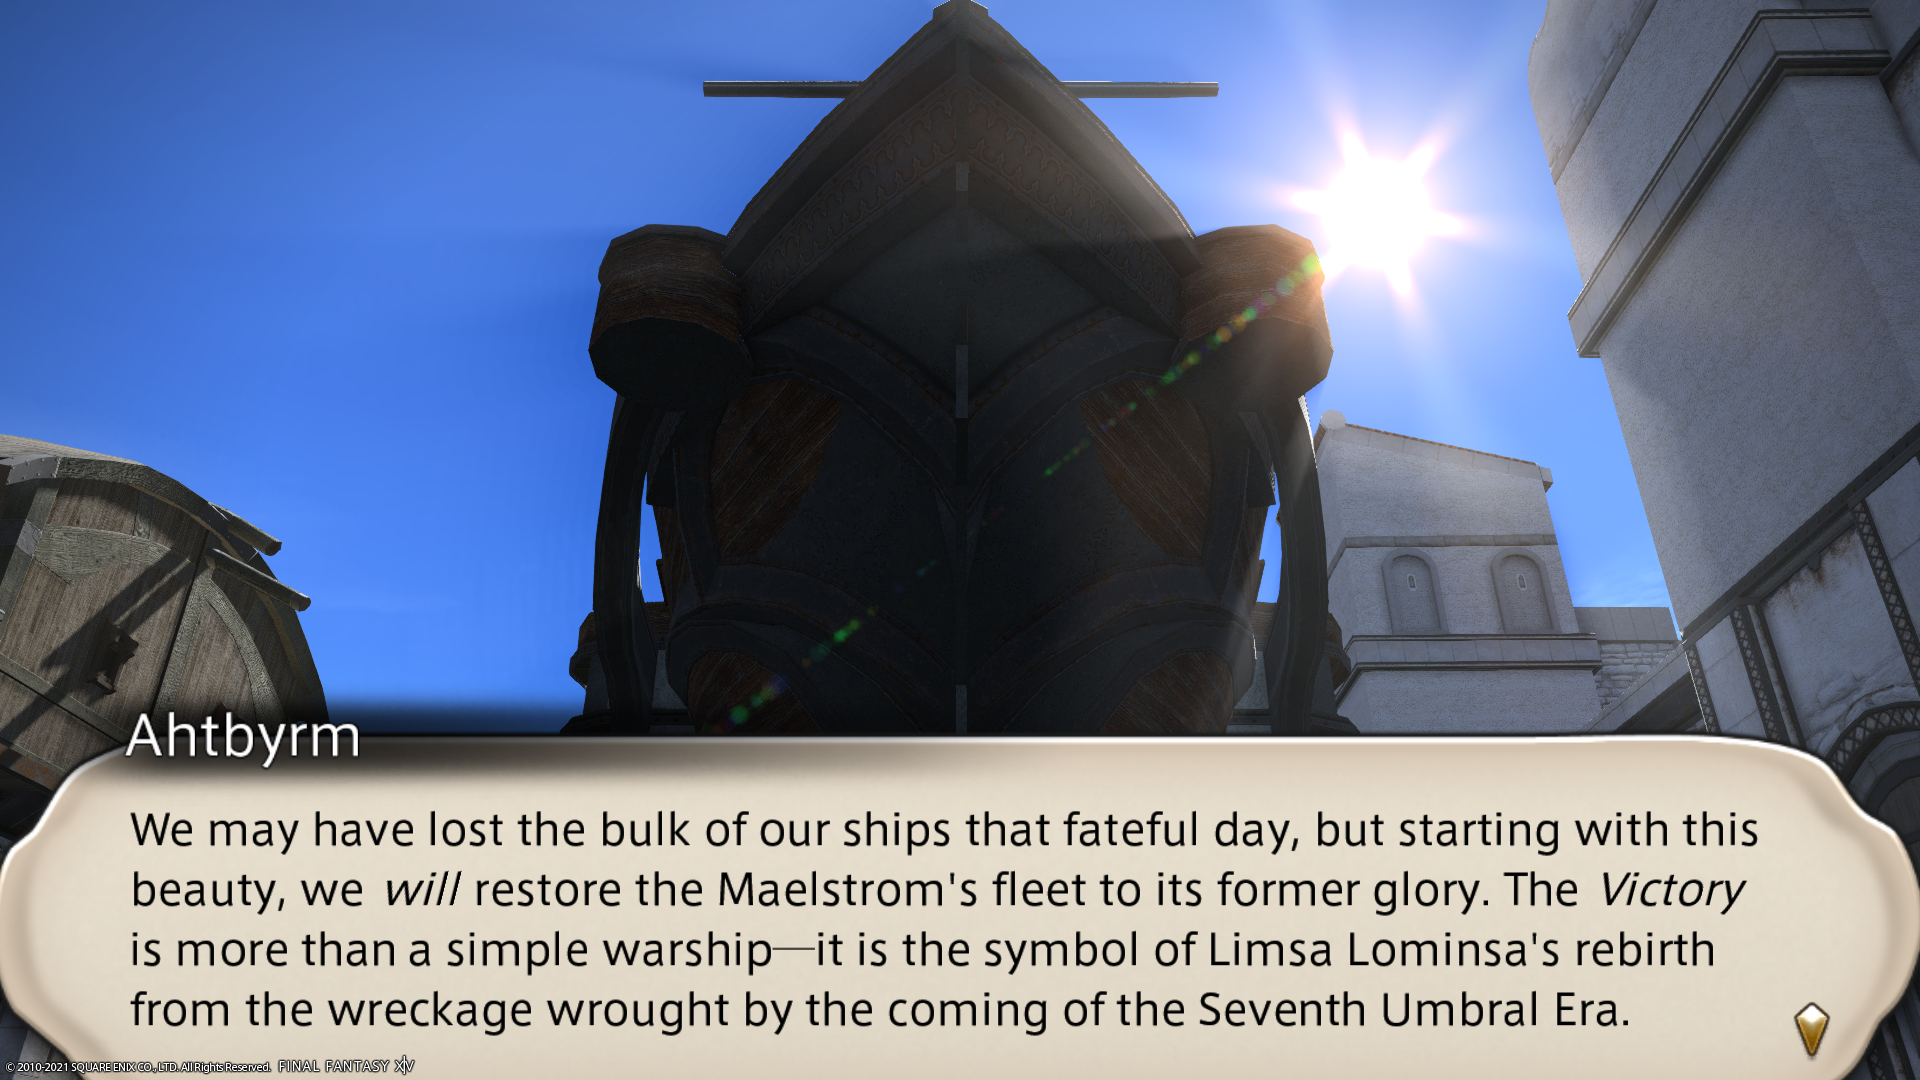 Ahtbyrm
We may have lost the bulk of our ships that fateful day, but starting with this
beauty, we will restore the Maelstrom's fleet to its former glory. The Victory
is more than a simple warship—it is the symbol of Limsa Lominsa's rebirth
from the wreckage wrought by the coming of the Seventh Umbral Era.
© 2010-2021 SQUARE ENIX CO., LTD. All Rights Reserved. FINAL FANTASY XIV